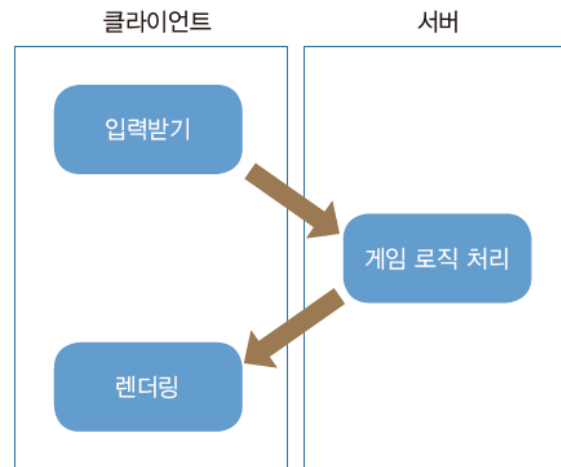 클라이언트
서버
입력받기
게임 로직 처리
렌더링